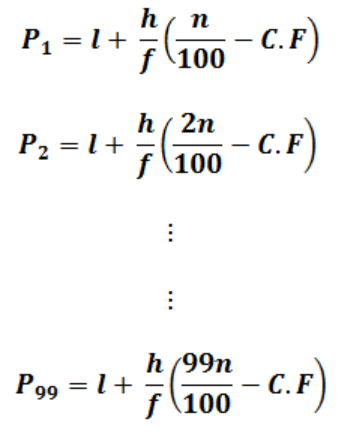 P₁ = l + h/f (n/100 − C.F)
P₂ = l + h/f (2n/100 − C.F)
⋮
⋮
P₉₉ = l + h/f (99n/100 − C.F)